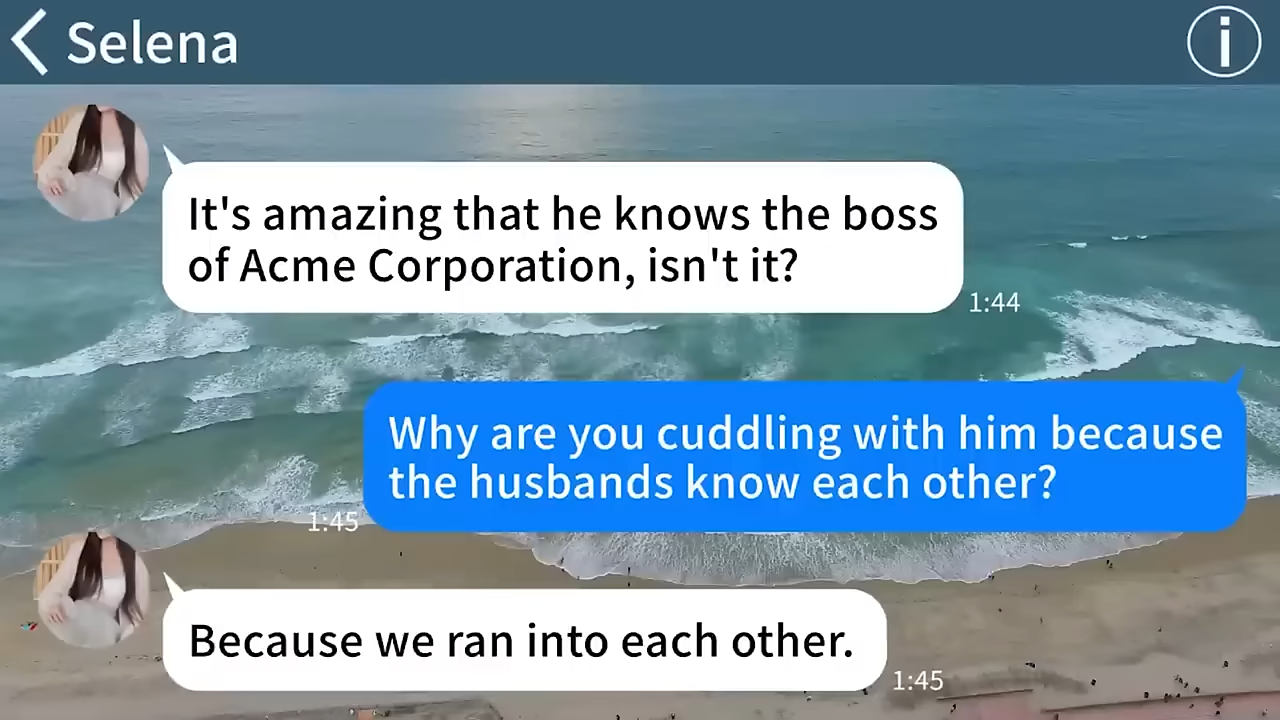 Selena
It's amazing that he knows the boss
of Acme Corporation, isn't it?
1:44
Why are you cuddling with him because
the husbands know each other?
1:45
Because we ran into each other.
1:45